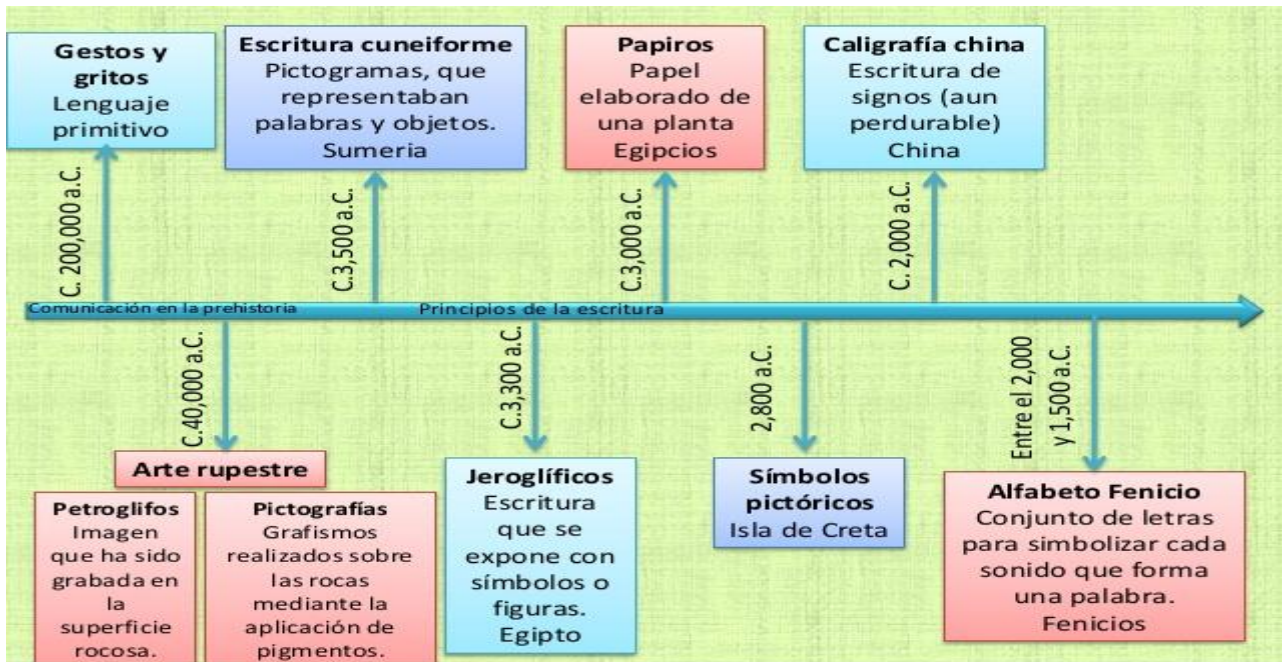 Gestos y
gritos
Lenguaje
primitivo
Escritura cuneiforme
Pictogramas, que
representaban
palabras y objetos.
Sumeria
Papiros
Papel
elaborado de
una planta
Egipcios
Caligrafía china
Escritura de
signos (aun
perdurable)
China
C. 200,000 a.C.
C.3,500 a.C.
C.3,000 a.C.
C. 2,000 a.C.
Comunicación en la prehistoria
Principios de la escritura
C.40,000 a.C.
C.3,300 a.C.
2,800 a.C.
Entre el 2,000
y 1,500 a.C.
Arte rupestre
Petroglifos
Imagen
que ha sido
grabada en
la
superficie
rocosa.
Pictografías
Grafismos
realizados sobre
las rocas
mediante la
aplicación de
pigmentos.
Jeroglíficos
Escritura
que se
expone con
símbolos o
figuras.
Egipto
Símbolos
pictóricos
Isla de Creta
Alfabeto Fenicio
Conjunto de letras
para simbolizar cada
sonido que forma
una palabra.
Fenicios